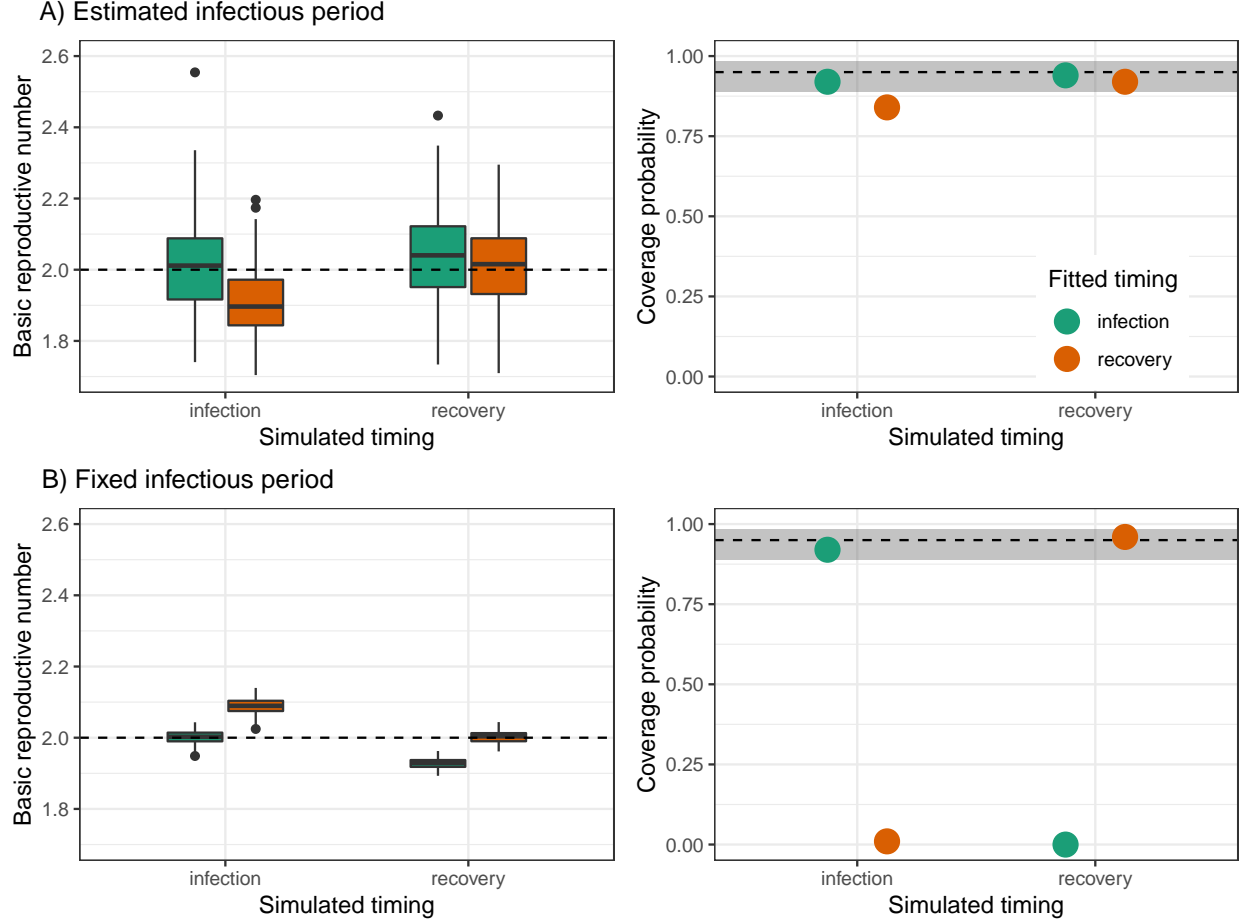 A) Estimated infectious period
Basic reproductive number
2.6
2.4
2.2
2.0
1.8
infection
recovery
Simulated timing
Coverage probability
1.00
0.75
0.50
0.25
0.00
Fitted timing
infection
recovery
infection
recovery
Simulated timing
B) Fixed infectious period
Basic reproductive number
2.6
2.4
2.2
2.0
1.8
infection
recovery
Simulated timing
Coverage probability
1.00
0.75
0.50
0.25
0.00
infection
recovery
Simulated timing